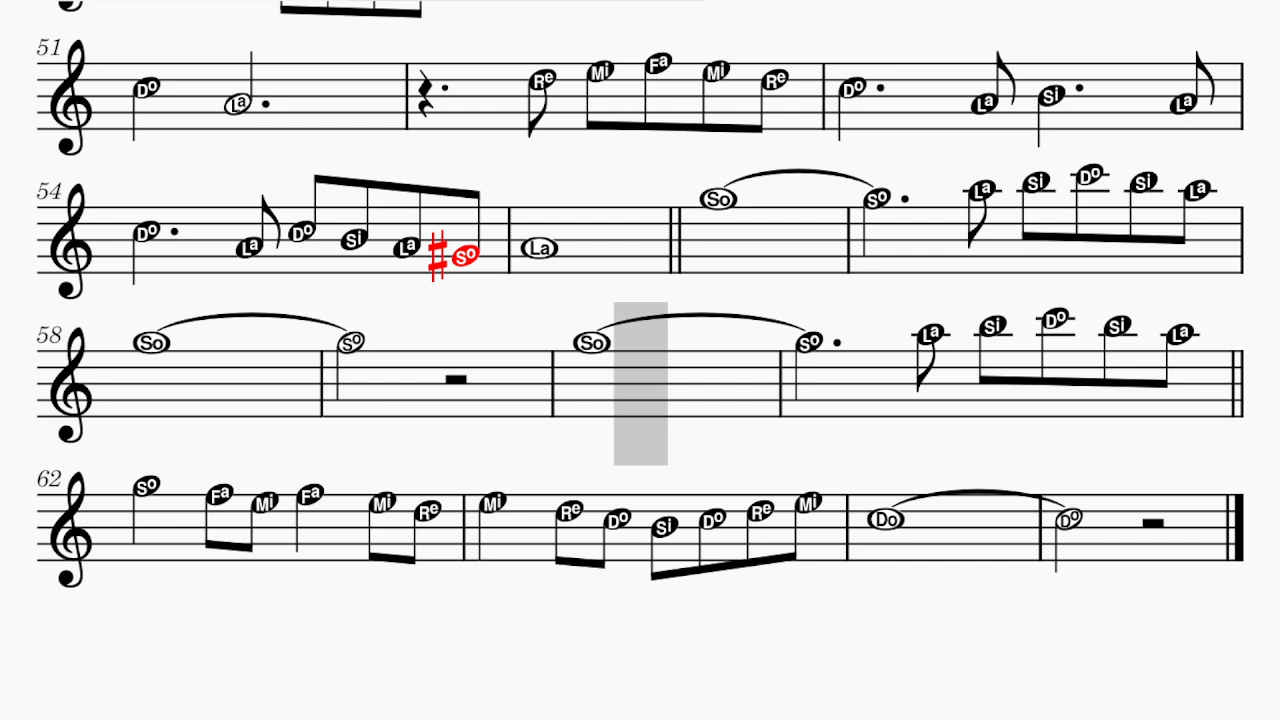 51
Do La Re Mi Fa Mi Re Do La Si La
54
Do La Do Si La So So So La Si Do Si La
La
58
So So So So La Si Do Si La
62
So Fa Mi Fa Mi Re Mi Re Do Si Do Re Mi Do Do